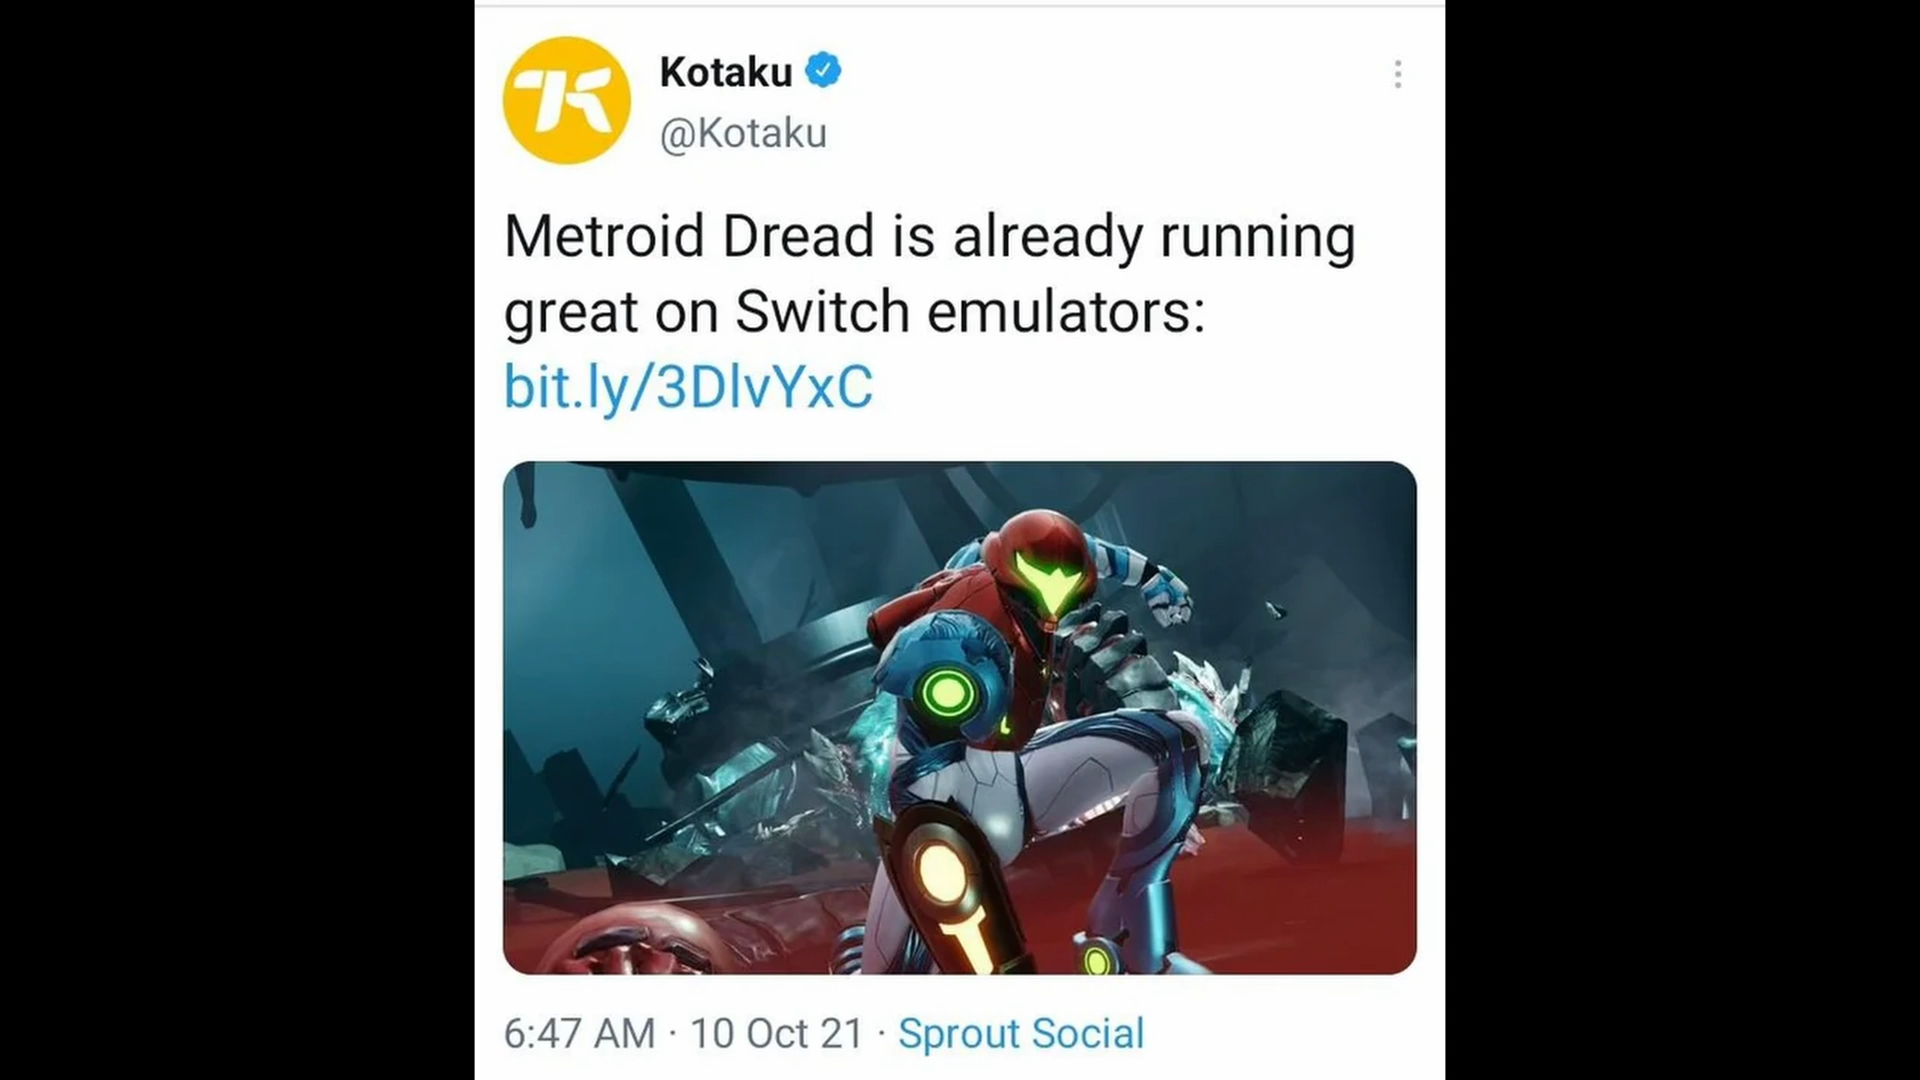 Kotaku
@Kotaku
Metroid Dread is already running
great on Switch emulators:
bit.ly/3DlvYxC
6:47 AM · 10 Oct 21 · Sprout Social